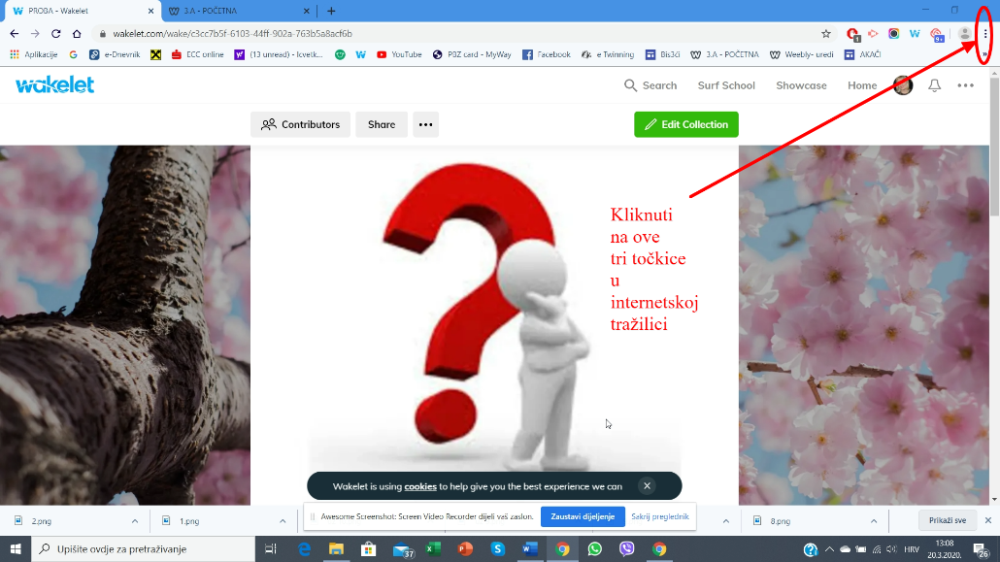 PROBA - Wakelet
3.A - POČETNA
wakelet.com/wake/c3cc7b5f-6103-44ff-902a-763b5a8acf6b
1
9+
Aplikacije
e-Dnevnik
ECC online
(13 unread) - lcvetk...
YouTube
PBZ card - MyWay
Facebook
e Twinning
Bis3ći
3.A - POČETNA
Weebly- uredi
AKAČI
wakelet
Search
Surf School
Showcase
Home
Contributors
Share
Edit Collection
Kliknuti
na ove
tri točkice
u
internetskoj
tražilici
Wakelet is using cookies to help give you the best experience we can
Awesome Screenshot: Screen Video Recorder dijeli vaš zaslon.
Zaustavi dijeljenje
Sakrij preglednik
2.png
1.png
8.png
Prikaži sve
Upišite ovdje za pretraživanje
37
HRV
13:08
20.3.2020.
26